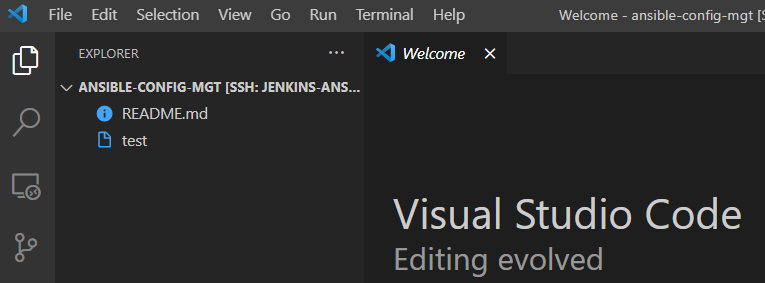 File Edit Selection View Go Run Terminal Help Welcome - ansible-config-mgt [S
EXPLORER ... Welcome ×
ANSIBLE-CONFIG-MGT [SSH: JENKINS-ANS...
README.md
test
Visual Studio Code
Editing evolved